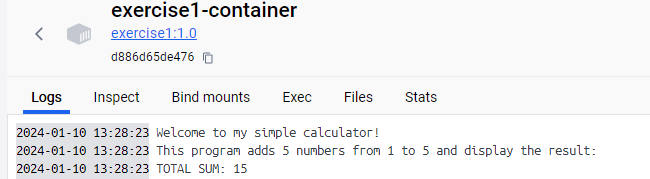 exercise1-container
exercise1:1.0
d886d65de476
Logs Inspect Bind mounts Exec Files Stats
2024-01-10 13:28:23 Welcome to my simple calculator!
2024-01-10 13:28:23 This program adds 5 numbers from 1 to 5 and display the result:
2024-01-10 13:28:23 TOTAL SUM: 15